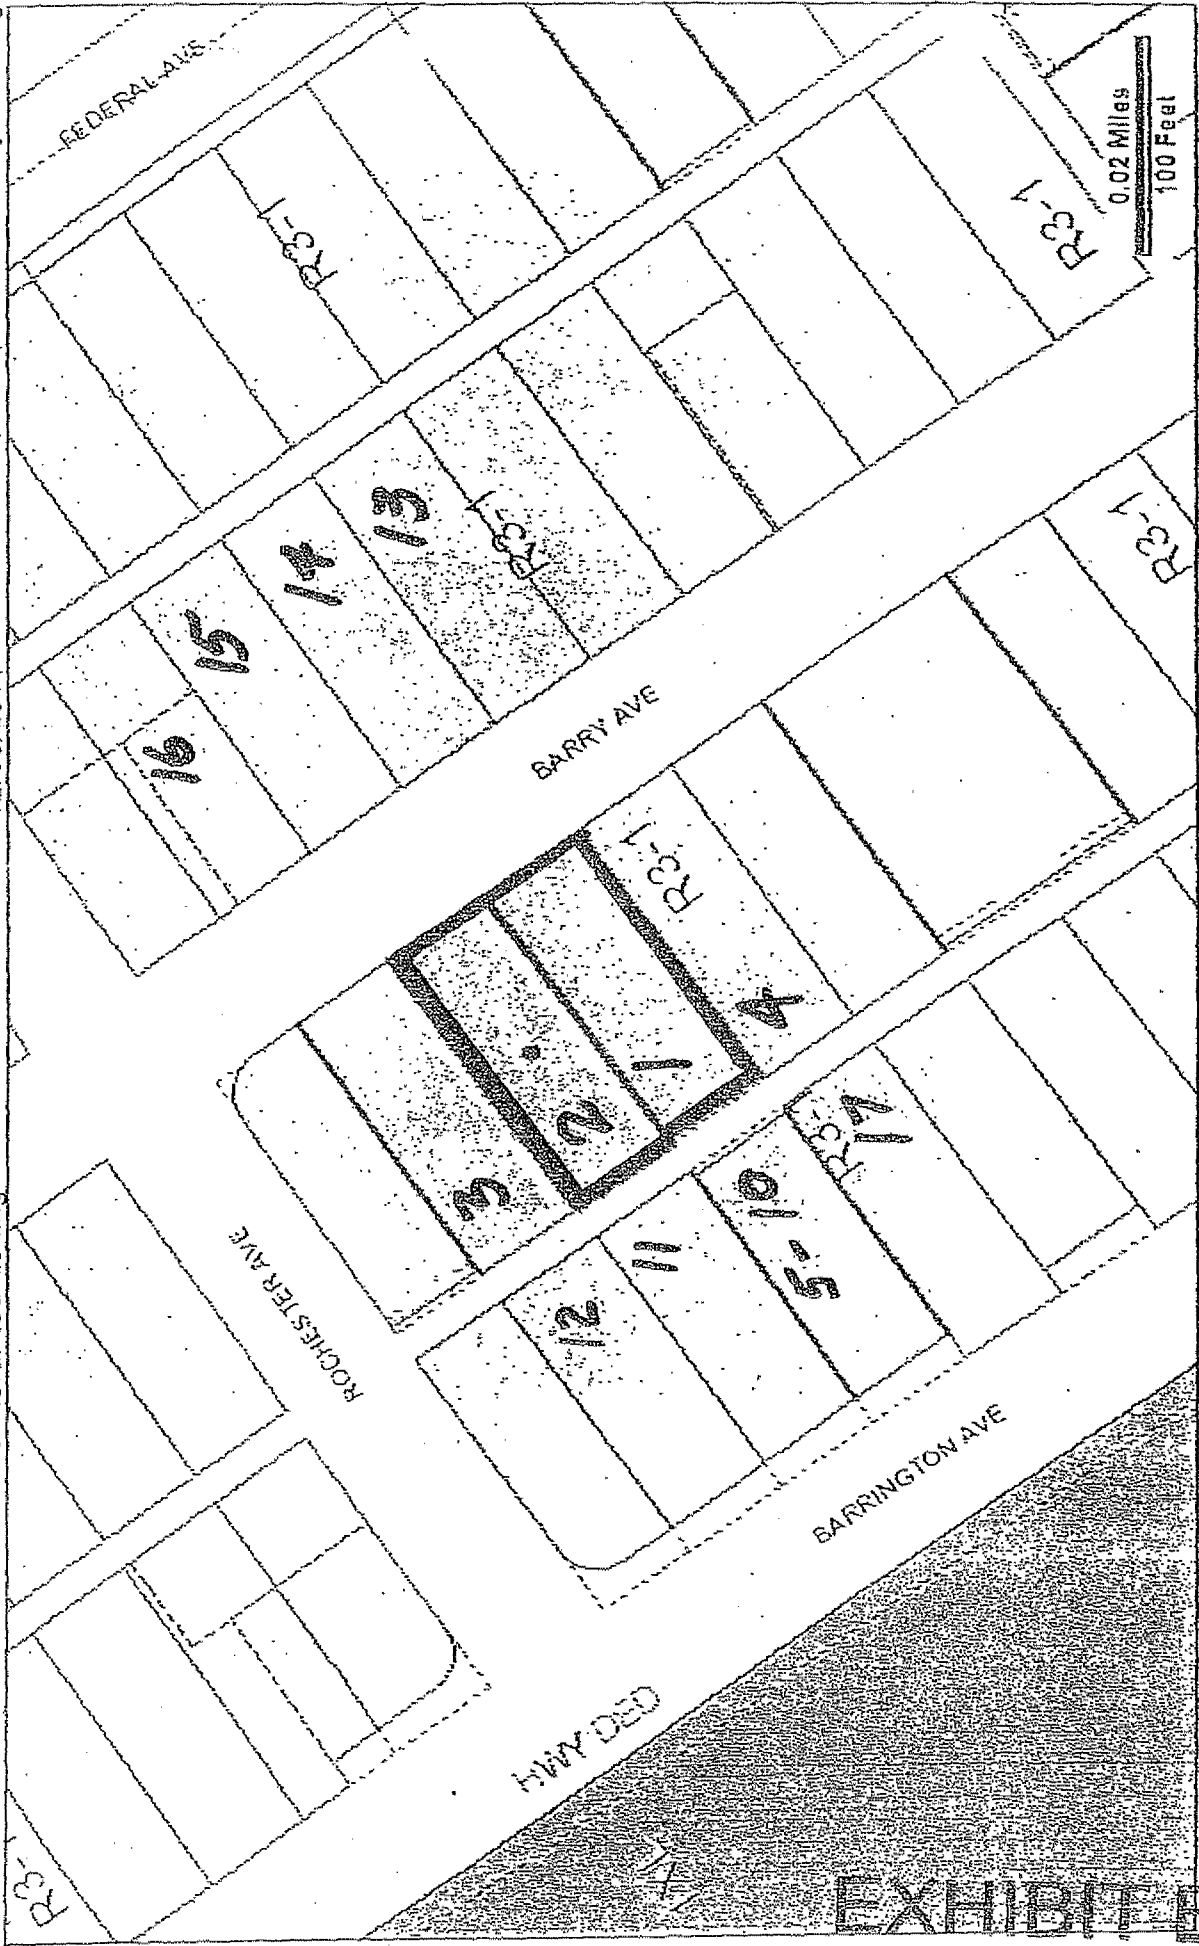 FEDERAL AVE
0.02 Miles
100 Feet
R3-1
R3-1
13
R3-1
14
15
16
R3-1
BARRY AVE
R3-1
4
1
2
3
R3-
17
5-10
11
12
ROCHESTER AVE
BARRINGTON AVE
HWY DED
R3-
EXHIBIT